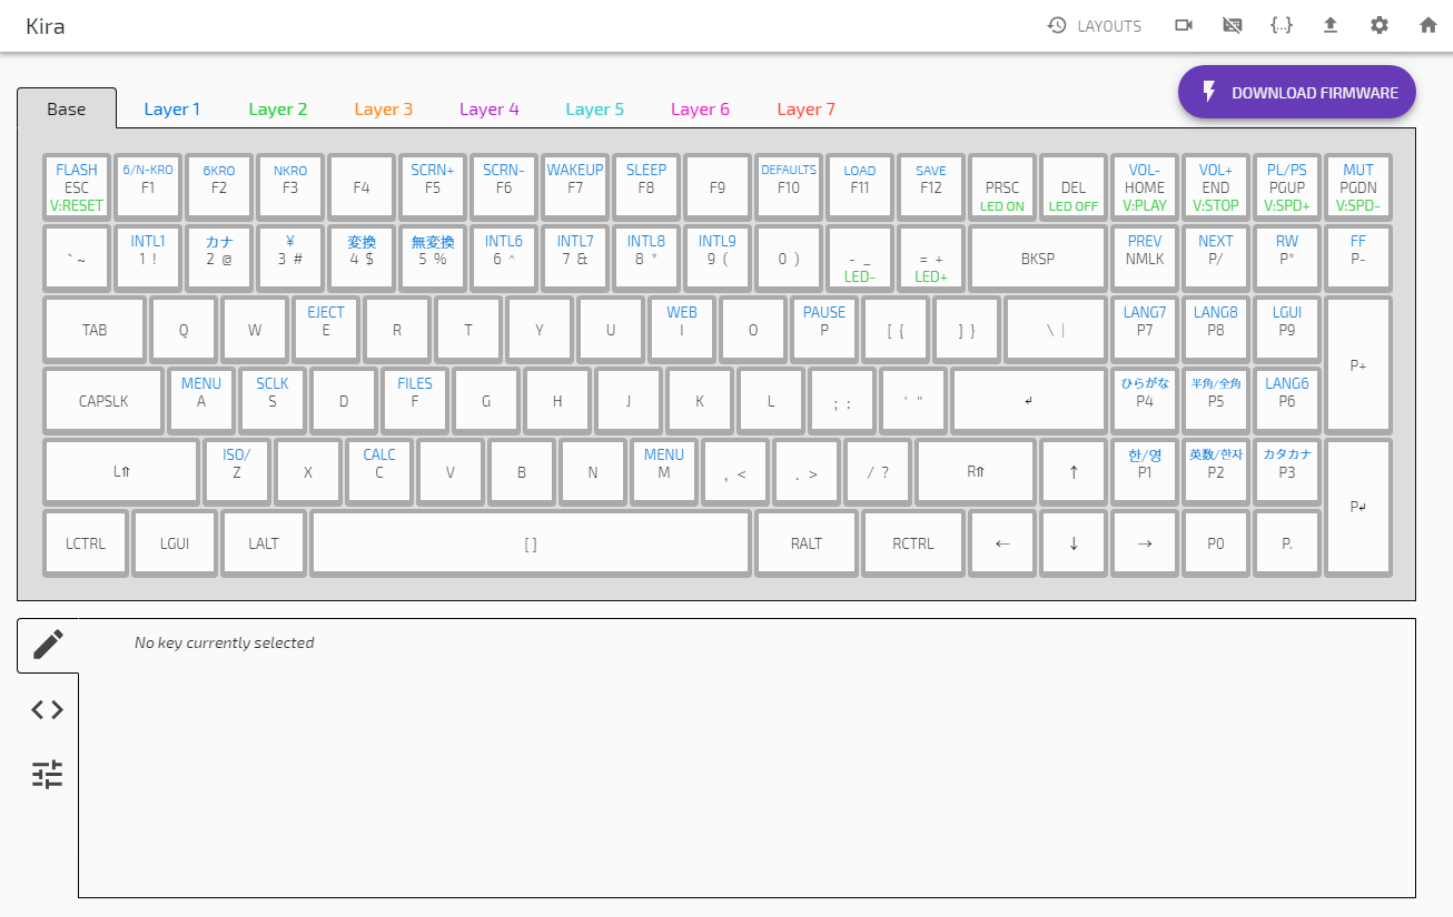 Kira
LAYOUTS
{...}
DOWNLOAD FIRMWARE
Base Layer 1 Layer 2 Layer 3 Layer 4 Layer 5 Layer 6 Layer 7
FLASH 6/N-KRO 6KRO NKRO SCRN+ SCRN- WAKEUP SLEEP DEFAULTS LOAD SAVE VOL- VOL+ PL/PS MUT
ESC F1 F2 F3 F4 F5 F6 F7 F8 F9 F10 F11 F12 PRSC DEL HOME END PGUP PGDN
V:RESET LED ON LED OFF V:PLAY V:STOP V:SPD+ V:SPD-
INTL1 カナ ¥ 変換 無変換 INTL6 INTL7 INTL8 INTL9 PREV NEXT RW FF
` ~ 1 ! 2 @ 3 # 4 $ 5 % 6 ^ 7 & 8 * 9 ( 0 ) - _ = + BKSP NMLK P/ P* P-
LED- LED+
EJECT WEB PAUSE LANG7 LANG8 LGUI
TAB Q W E R T Y U I O P [ { ] } \ | P7 P8 P9
P+
MENU SCLK FILES ひらがな 半角/全角 LANG6
CAPSLK A S D F G H J K L ; : ' " ↲ P4 P5 P6
ISO/ CALC MENU 한/영 英数/한자 カタカナ
L⇑ Z X C V B N M , < . > / ? R⇑ ↑ P1 P2 P3
P↲
LCTRL LGUI LALT [ ] RALT RCTRL ← ↓ → P0 P.
No key currently selected